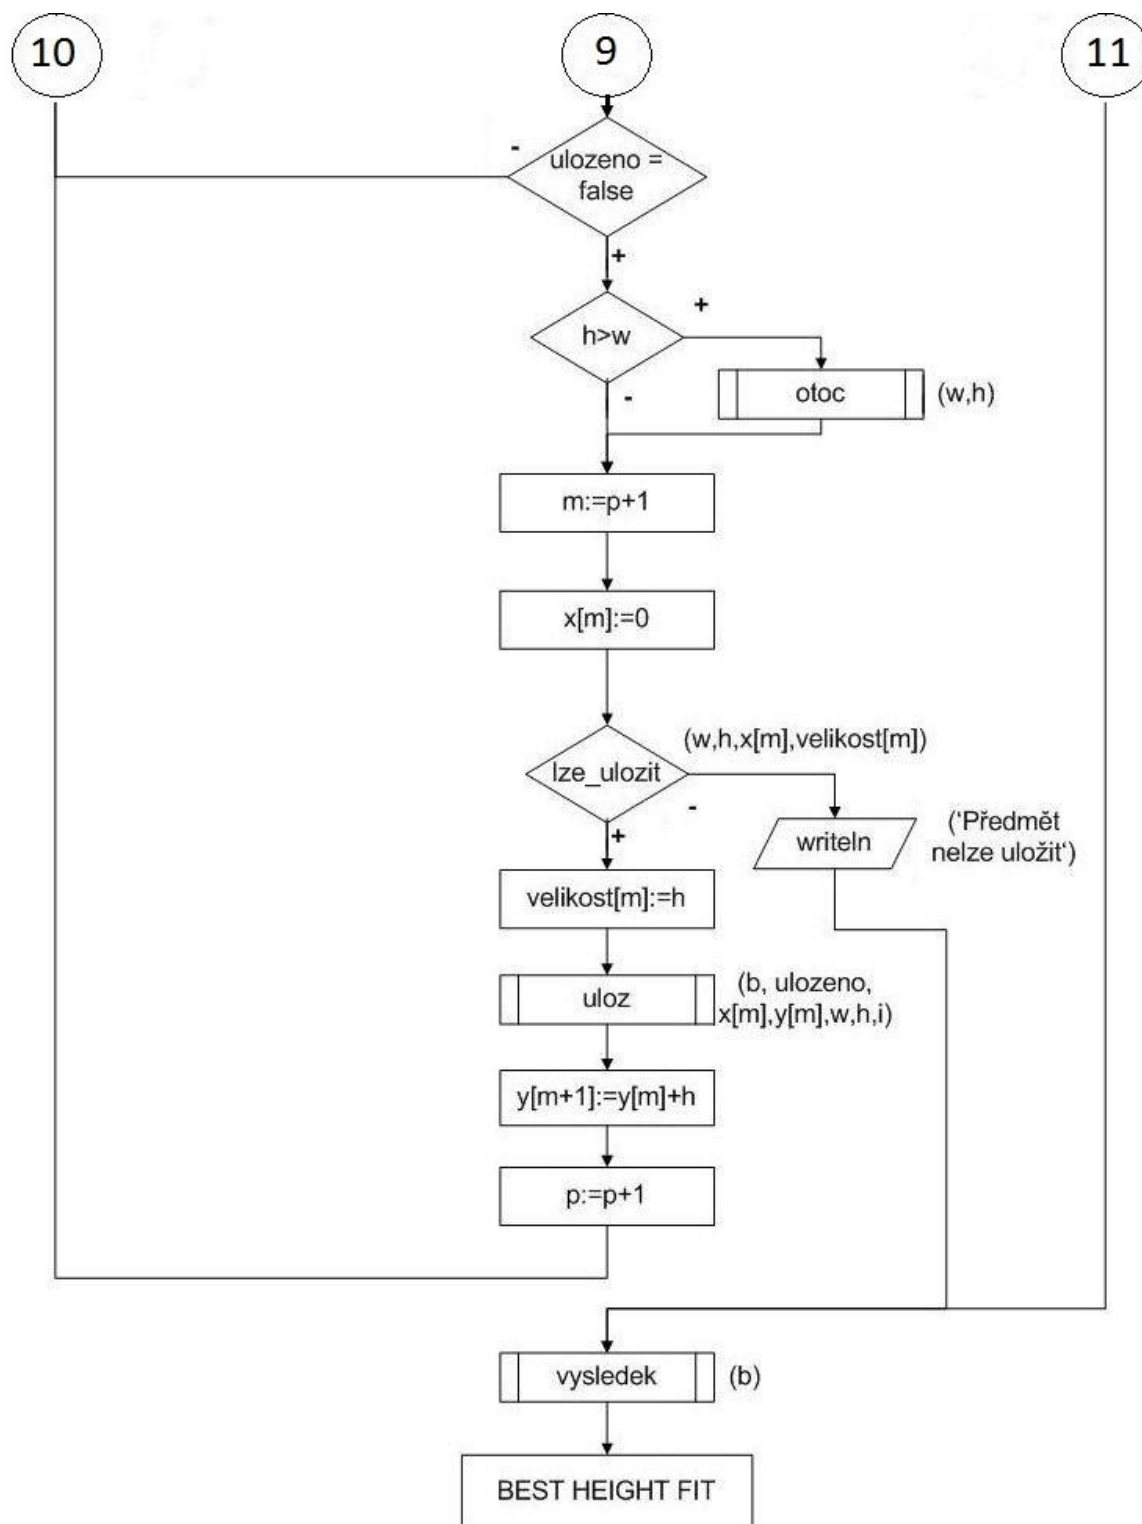 10
9
11
-
ulozeno =
false
+
+
h>w
-
otoc
(w,h)
m:=p+1
x[m]:=0
(w,h,x[m],velikost[m])
lze_ulozit
-
+
writeln
('Předmět
nelze uložit')
velikost[m]:=h
uloz
(b, ulozeno,
x[m],y[m],w,h,i)
y[m+1]:=y[m]+h
p:=p+1
vysledek
(b)
BEST HEIGHT FIT